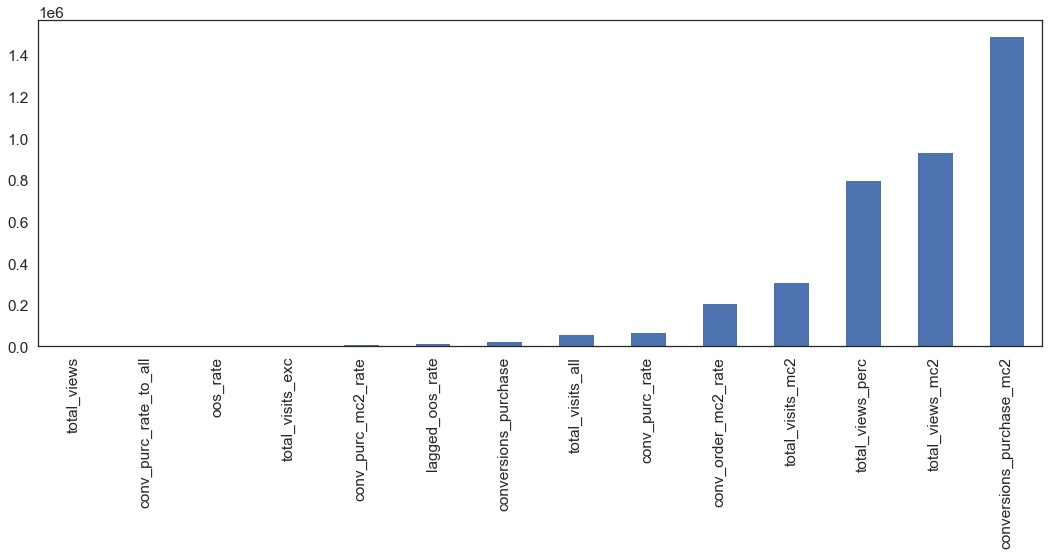 1e6
1.4
1.2
1.0
0.8
0.6
0.4
0.2
0.0
total_views
conv_purc_rate_to_all
oos_rate
total_visits_exc
conv_purc_mc2_rate
lagged_oos_rate
conversions_purchase
total_visits_all
conv_purc_rate
conv_order_mc2_rate
total_visits_mc2
total_views_perc
total_views_mc2
conversions_purchase_mc2